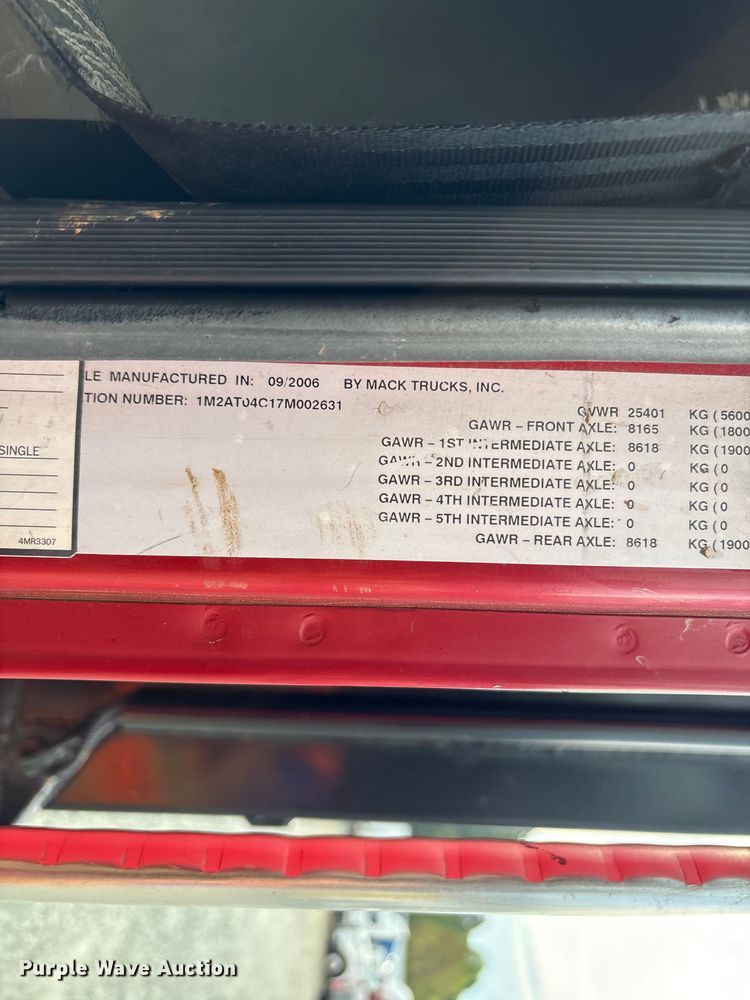 LE MANUFACTURED IN: 09/2006 BY MACK TRUCKS, INC.
TION NUMBER: 1M2AT04C17M002631
GVWR 25401 KG ( 5600
GAWR – FRONT AXLE: 8165 KG ( 1800
GAWR – 1ST INTERMEDIATE AXLE: 8618 KG ( 1900
GAWR – 2ND INTERMEDIATE AXLE: 0 KG ( 0
GAWR – 3RD INTERMEDIATE AXLE: 0 KG ( 0
GAWR – 4TH INTERMEDIATE AXLE: 0 KG ( 0
GAWR – 5TH INTERMEDIATE AXLE: 0 KG ( 0
GAWR – REAR AXLE: 8618 KG ( 1900
SINGLE
4MR3307
Purple Wave Auction